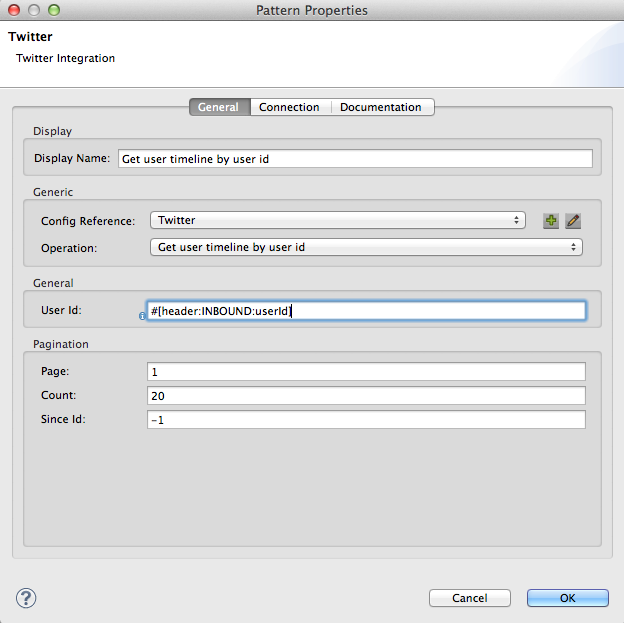 Pattern Properties
Twitter
Twitter Integration
General Connection Documentation
Display
Display Name: Get user timeline by user id
Generic
Config Reference: Twitter
Operation: Get user timeline by user id
General
User Id: #[header:INBOUND:userId]
Pagination
Page: 1
Count: 20
Since Id: -1
? Cancel OK